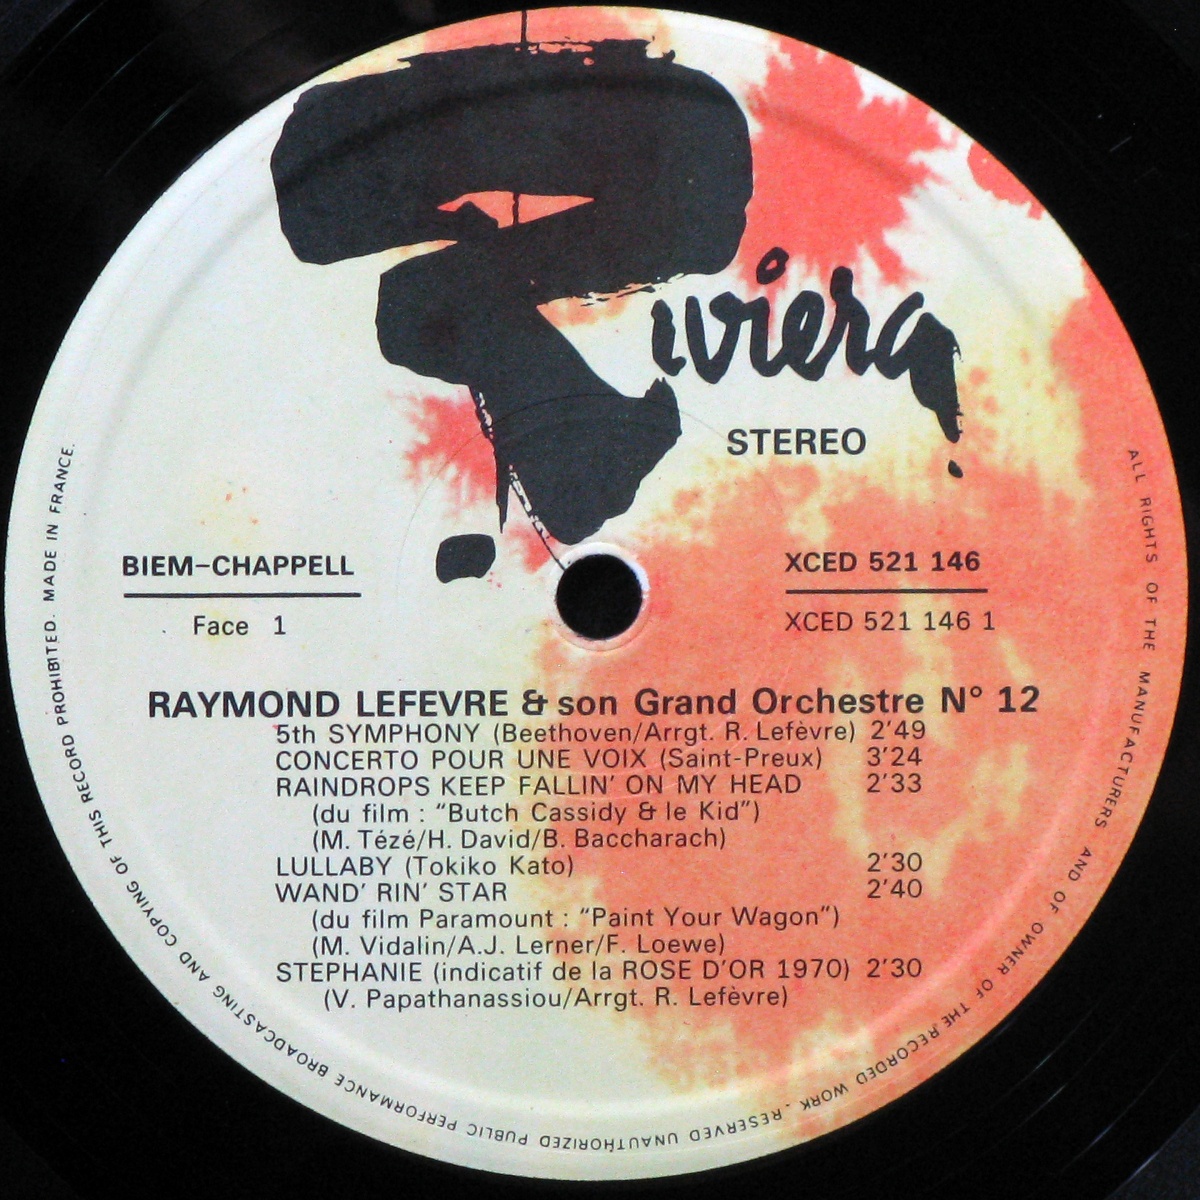 Riviera
STEREO
BIEM-CHAPPELL
Face 1
XCED 521 146
XCED 521 146 1
RAYMOND LEFEVRE & son Grand Orchestre N° 12
5th SYMPHONY (Beethoven/Arrgt. R. Lefèvre) 2'49
CONCERTO POUR UNE VOIX (Saint-Preux) 3'24
RAINDROPS KEEP FALLIN' ON MY HEAD 2'33
(du film : "Butch Cassidy & le Kid")
(M. Tézé/H. David/B. Baccharach)
LULLABY (Tokiko Kato) 2'30
WAND' RIN' STAR 2'40
(du film Paramount : "Paint Your Wagon")
(M. Vidalin/A.J. Lerner/F. Loewe)
STEPHANIE (indicatif de la ROSE D'OR 1970) 2'30
(V. Papathanassiou/Arrgt. R. Lefèvre)
ALL RIGHTS OF THE MANUFACTURERS AND OF OWNER OF THE RECORDED WORK - RESERVED UNAUTHORIZED PUBLIC PERFORMANCE BROADCASTING AND COPYING OF THIS RECORD PROHIBITED. MADE IN FRANCE.